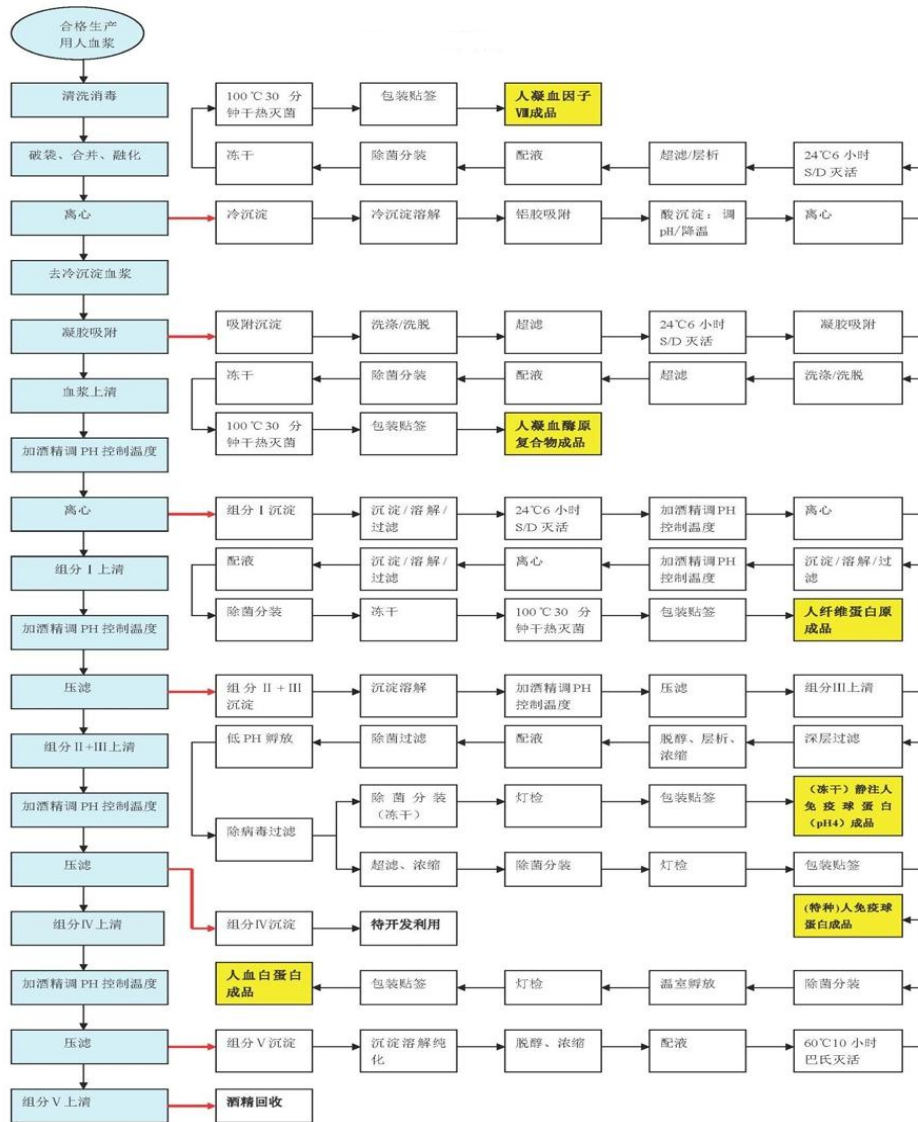 合格生产
用人血浆
清洗消毒
100℃30 分
钟干热灭菌
包装贴签
人凝血因子
Ⅷ成品
破袋、合并、融化
冻干
除菌分装
配液
超滤/层析
24℃6 小时
S/D 灭活
离心
冷沉淀
冷沉淀溶解
铝胶吸附
酸沉淀：调
pH/降温
离心
去冷沉淀血浆
凝胶吸附
吸附沉淀
洗涤/洗脱
超滤
24℃6 小时
S/D 灭活
凝胶吸附
血浆上清
冻干
除菌分装
配液
超滤
洗涤/洗脱
100℃30 分
钟干热灭菌
包装贴签
人凝血酶原
复合物成品
加酒精调 PH 控制温度
离心
组分Ⅰ沉淀
沉淀/溶解/
过滤
24℃6 小时
S/D 灭活
加酒精调PH
控制温度
离心
组分Ⅰ上清
配液
沉淀/溶解/
过滤
离心
加酒精调PH
控制温度
沉淀/溶解/过
滤
加酒精调 PH 控制温度
除菌分装
冻干
100℃30 分
钟干热灭菌
包装贴签
人纤维蛋白原
成品
压滤
组分Ⅱ+Ⅲ
沉淀
沉淀溶解
加酒精调PH
控制温度
压滤
组分Ⅲ上清
组分Ⅱ+Ⅲ上清
低 PH 孵放
除菌过滤
配液
脱醇、层析、
浓缩
深层过滤
加酒精调 PH 控制温度
除病毒过滤
除菌分装
（冻干）
灯检
包装贴签
（冻干）静注人
免疫球蛋白
（pH4）成品
压滤
超滤、浓缩
除菌分装
灯检
包装贴签
组分Ⅳ上清
组分Ⅳ沉淀
待开发利用
(特种)人免疫球
蛋白成品
加酒精调 PH 控制温度
人血白蛋白
成品
包装贴签
灯检
温室孵放
除菌分装
压滤
组分Ⅴ沉淀
沉淀溶解纯
化
脱醇、浓缩
配液
60℃10 小时
巴氏灭活
组分Ⅴ上清
酒精回收